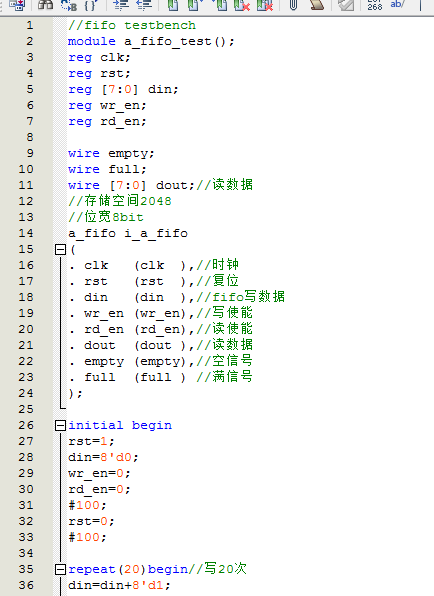 268
ab/
1 //fifo testbench
2 module a_fifo_test();
3 reg clk;
4 reg rst;
5 reg [7:0] din;
6 reg wr_en;
7 reg rd_en;
8
9 wire empty;
10 wire full;
11 wire [7:0] dout;//读数据
12 //存储空间2048
13 //位宽8bit
14 a_fifo i_a_fifo
15 (
16 . clk   (clk  ),//时钟
17 . rst   (rst  ),//复位
18 . din   (din  ),//fifo写数据
19 . wr_en (wr_en),//写使能
20 . rd_en (rd_en),//读使能
21 . dout  (dout ),//读数据
22 . empty (empty),//空信号
23 . full  (full ) //满信号
24 );
25
26 initial begin
27 rst=1;
28 din=8'd0;
29 wr_en=0;
30 rd_en=0;
31 #100;
32 rst=0;
33 #100;
34
35 repeat(20)begin//写20次
36 din=din+8'd1;